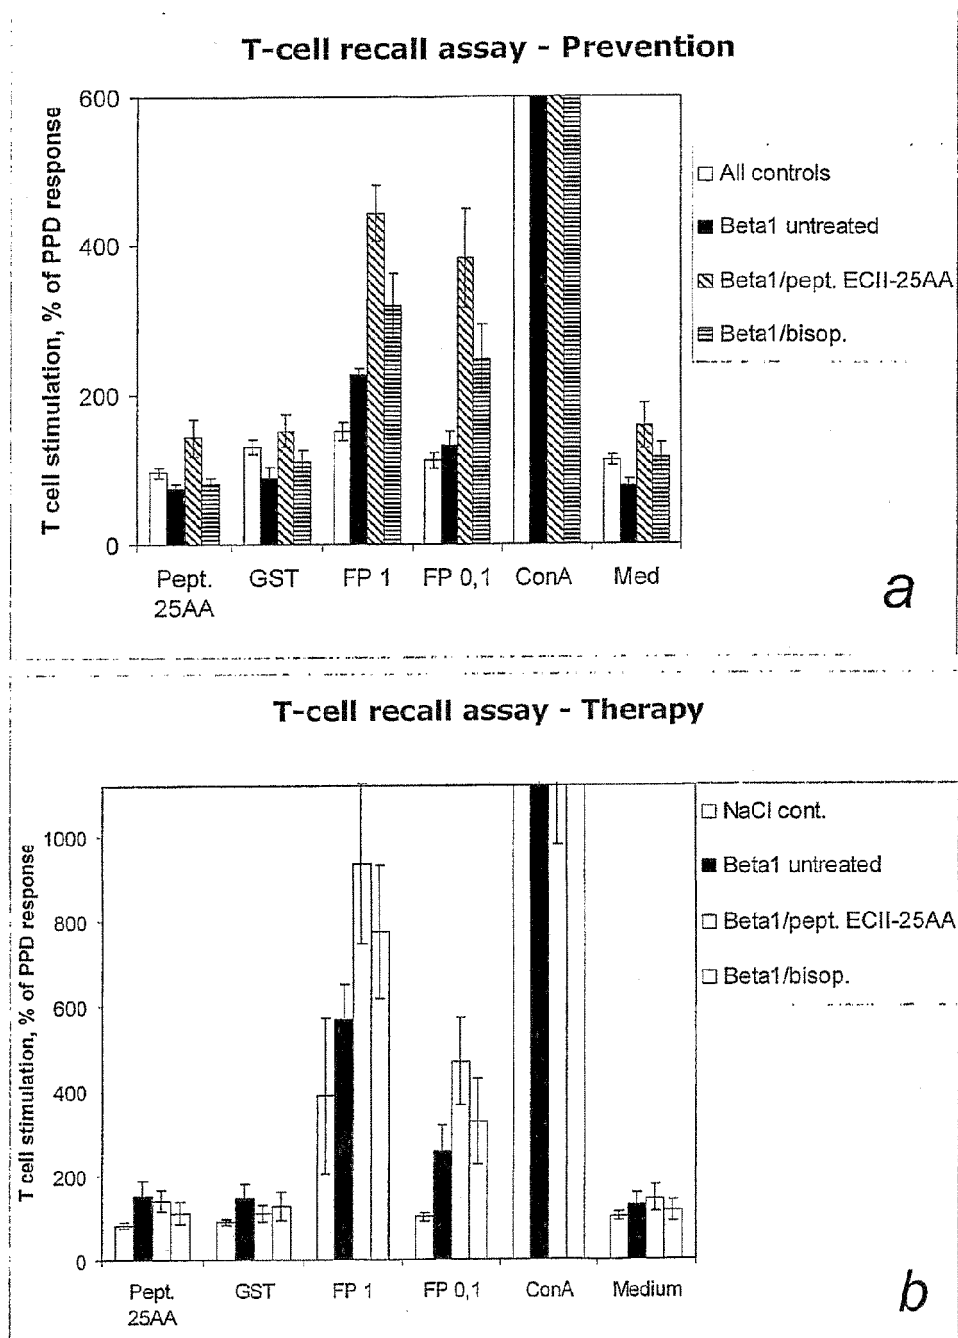 T-cell recall assay - Prevention
T cell stimulation, % of PPD response
600
400
200
0
Pept.
25AA
GST
FP 1
FP 0,1
ConA
Med
All controls
Beta1 untreated
Beta1/pept. ECII-25AA
Beta1/bisop.
a
T-cell recall assay - Therapy
T cell stimulation, % of PPD response
1000
800
600
400
200
0
Pept.
25AA
GST
FP 1
FP 0,1
ConA
Medium
NaCl cont.
Beta1 untreated
Beta1/pept. ECII-25AA
Beta1/bisop.
b